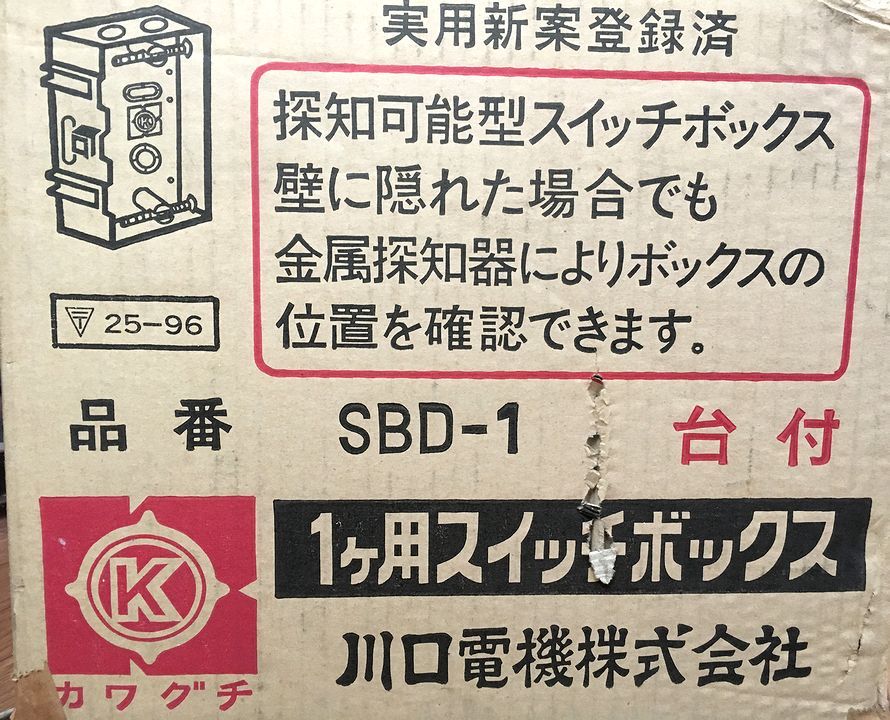 実用新案登録済
探知可能型スイッチボックス
壁に隠れた場合でも
金属探知器によりボックスの
位置を確認できます。
K
〒 25-96
品番 SBD-1 台付
1ヶ用スイッチボックス
K
カワグチ
川口電機株式会社